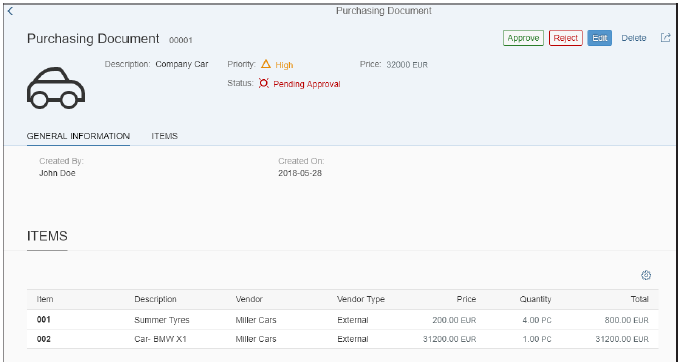 Purchasing Document
Purchasing Document 00001 Approve Reject Edit Delete
Description: Company Car Priority: High Price: 32000 EUR
Status: Pending Approval
GENERAL INFORMATION ITEMS
Created By: Created On:
John Doe 2018-05-28
ITEMS
Item Description Vendor Vendor Type Price Quantity Total
001 Summer Tyres Miller Cars External 200.00 EUR 4.00 PC 800.00 EUR
002 Car- BMW X1 Miller Cars External 31200.00 EUR 1.00 PC 31200.00 EUR